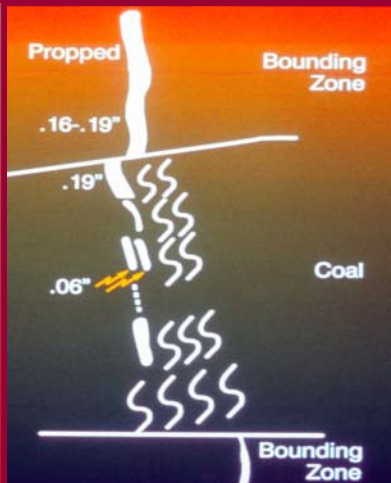 Propped
Bounding
Zone
.16-.19"
.19"
Coal
.06"
Bounding
Zone